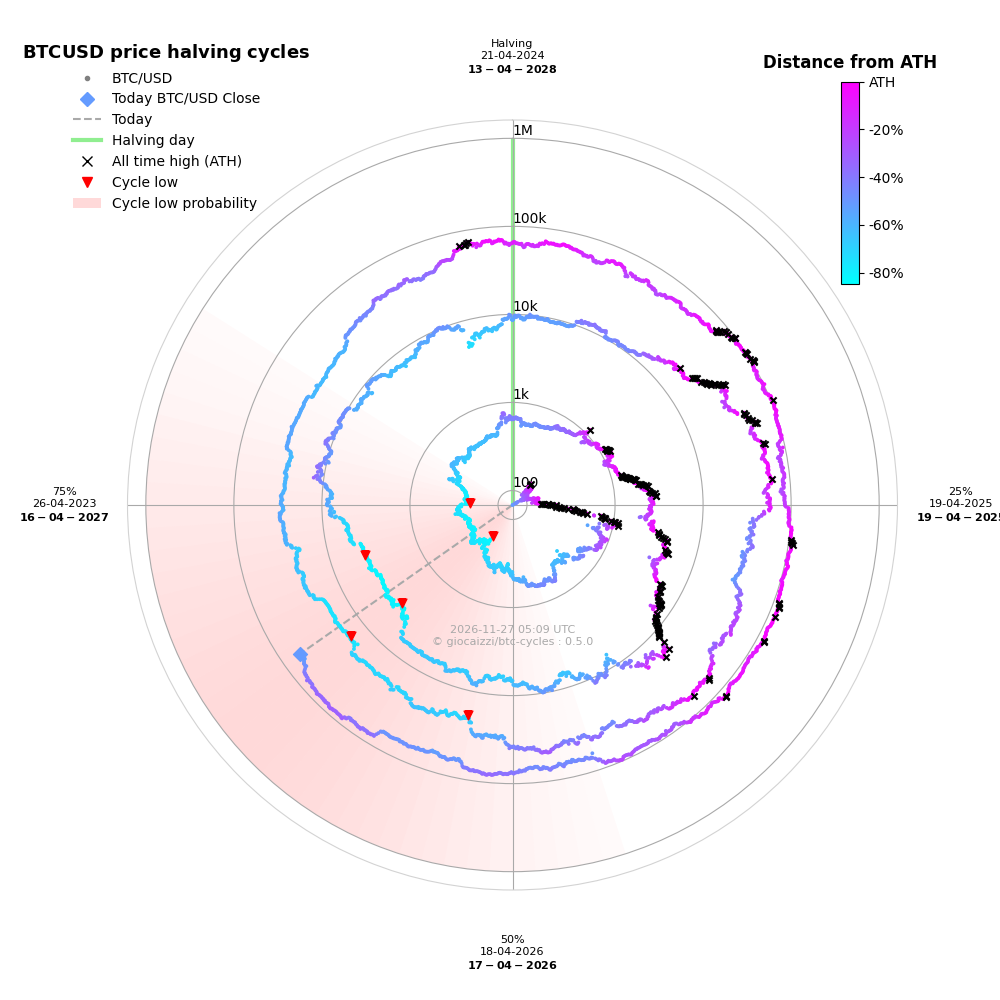 BTCUSD price halving cycles
BTC/USD
Today BTC/USD Close
Today
Halving day
All time high (ATH)
Cycle low
Cycle low probability
Halving
21-04-2024
13-04-2028
Distance from ATH
ATH
-20%
-40%
-60%
-80%
1M
100k
10k
1k
100
75%
26-04-2023
16-04-2027
25%
19-04-2025
19-04-2029
2026-11-27 05:09 UTC
© giocaizzi/btc-cycles : 0.5.0
50%
18-04-2026
17-04-2026